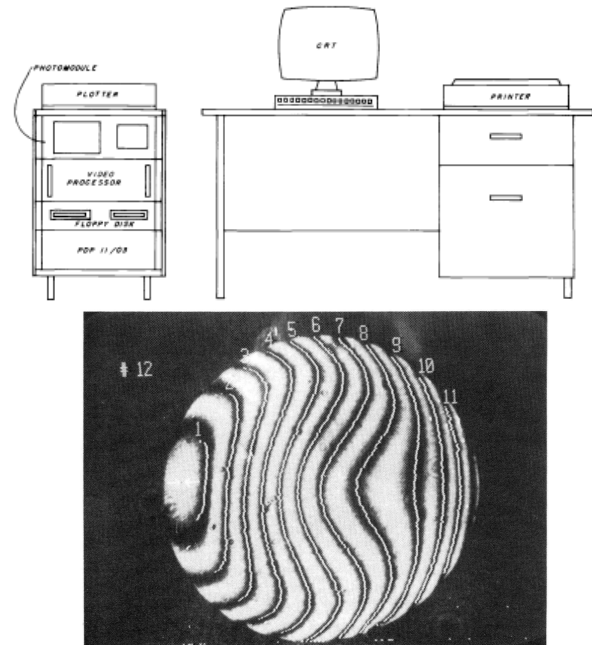 CRT
PHOTOMODULE
PLOTTER
PRINTER
VIDEO
PROCESSOR
FLOPPY DISK
PDP 11/03
1
2
3
4
5
6
7
8
9
10
11
# 12